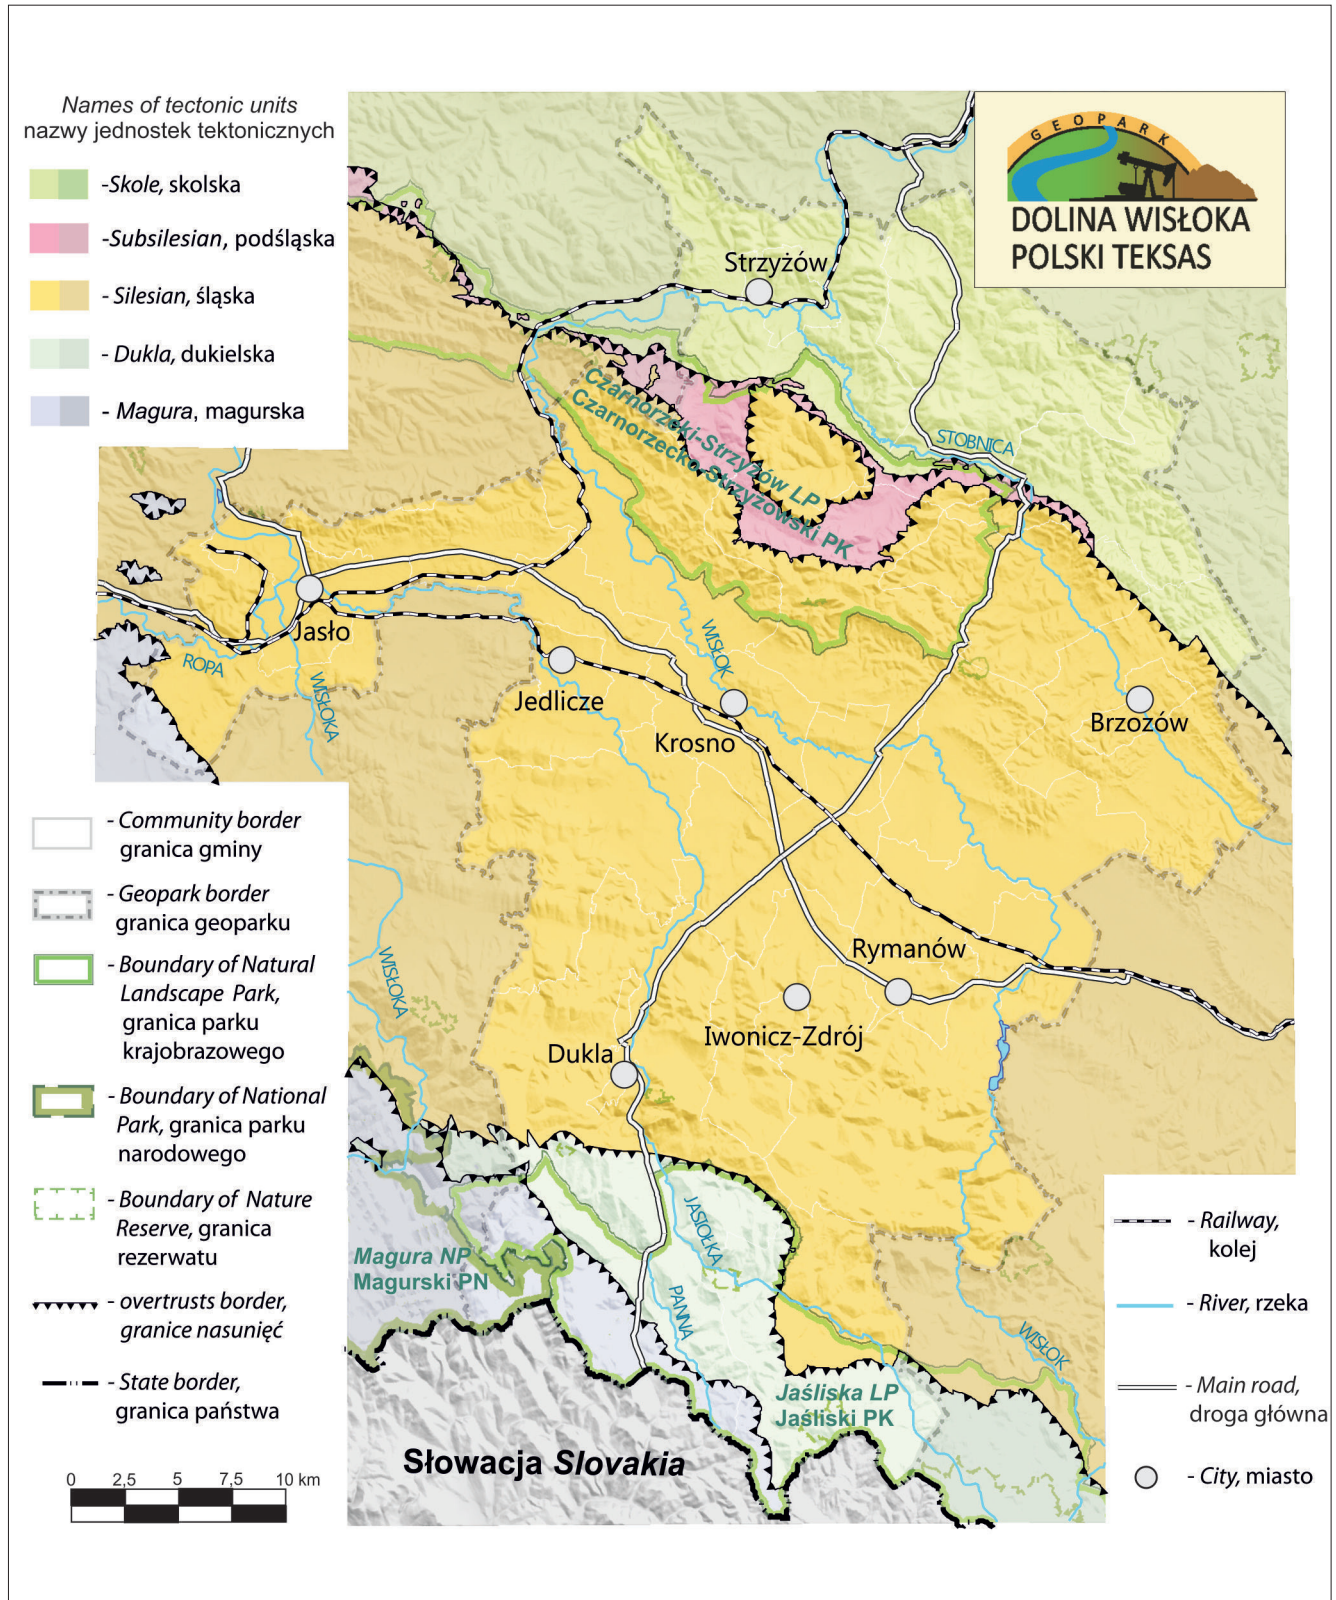 Names of tectonic units
nazwy jednostek tektonicznych
-Skole, skolska
-Subsilesian, podśląska
- Silesian, śląska
- Dukla, dukielska
- Magura, magurska
GEOPARK
DOLINA WISŁOKA
POLSKI TEKSAS
Strzyżów
Czarnorzeki-Strzyżów LP
Czarnorzecko-Strzyżowski PK
STOBNICA
Jasło
ROPA
WISŁOKA
Jedlicze
WISŁOK
Krosno
Brzozów
- Community border
granica gminy
- Geopark border
granica geoparku
- Boundary of Natural
Landscape Park,
granica parku
krajobrazowego
- Boundary of National
Park, granica parku
narodowego
- Boundary of Nature
Reserve, granica
rezerwatu
- overtrusts border,
granice nasunięć
- State border,
granica państwa
0 2,5 5 7,5 10 km
WISŁOKA
Rymanów
Iwonicz-Zdrój
Dukla
JASIOŁKA
Magura NP
Magurski PN
PANNA
WISŁOK
Jaśliska LP
Jaśliski PK
Słowacja Slovakia
- Railway,
kolej
- River, rzeka
- Main road,
droga główna
- City, miasto